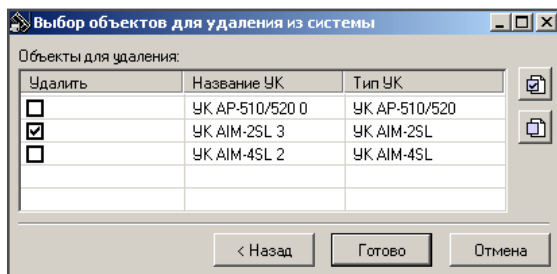 Выбор объектов для удаления из системы
Объекты для удаления:
Удалить Название УК Тип УК
УК АР-510/520 0 УК АР-510/520
УК AIM-2SL 3 УК AIM-2SL
УК AIM-4SL 2 УК AIM-4SL
< Назад Готово Отмена